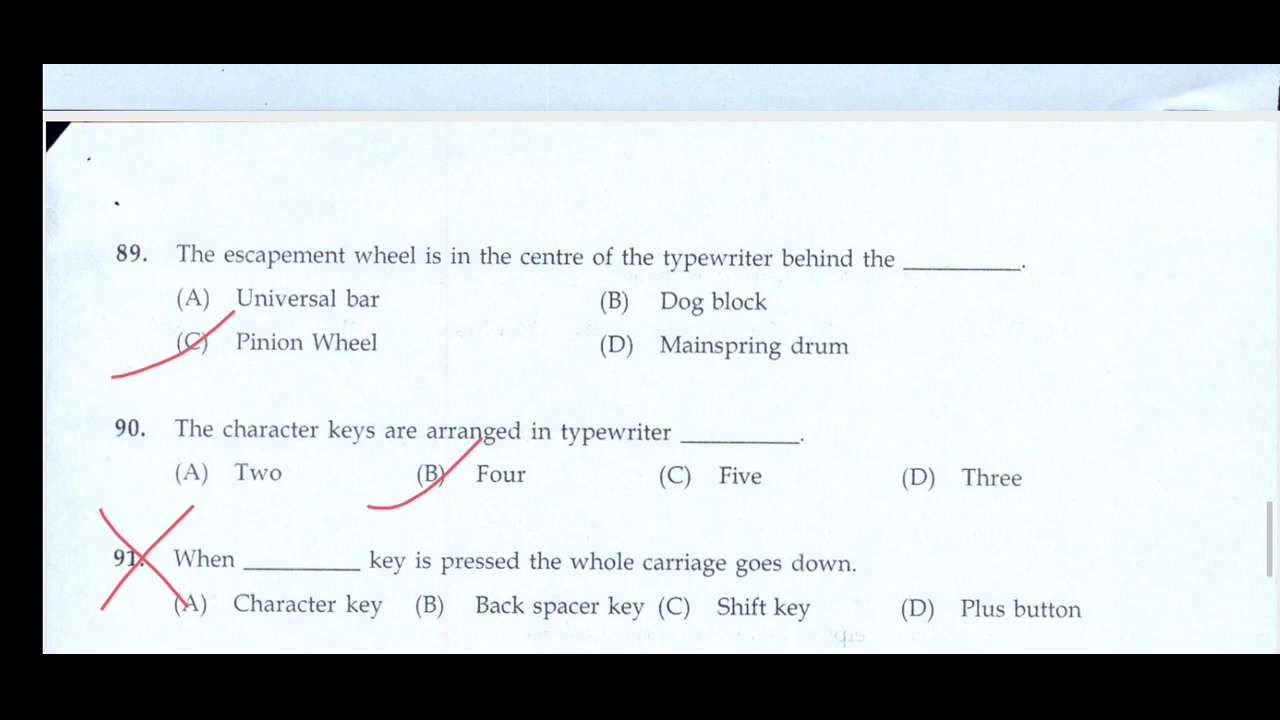 89. The escapement wheel is in the centre of the typewriter behind the __________.
(A) Universal bar (B) Dog block
(C) Pinion Wheel (D) Mainspring drum
90. The character keys are arranged in typewriter __________.
(A) Two (B) Four (C) Five (D) Three
91. When __________ key is pressed the whole carriage goes down.
(A) Character key (B) Back spacer key (C) Shift key (D) Plus button